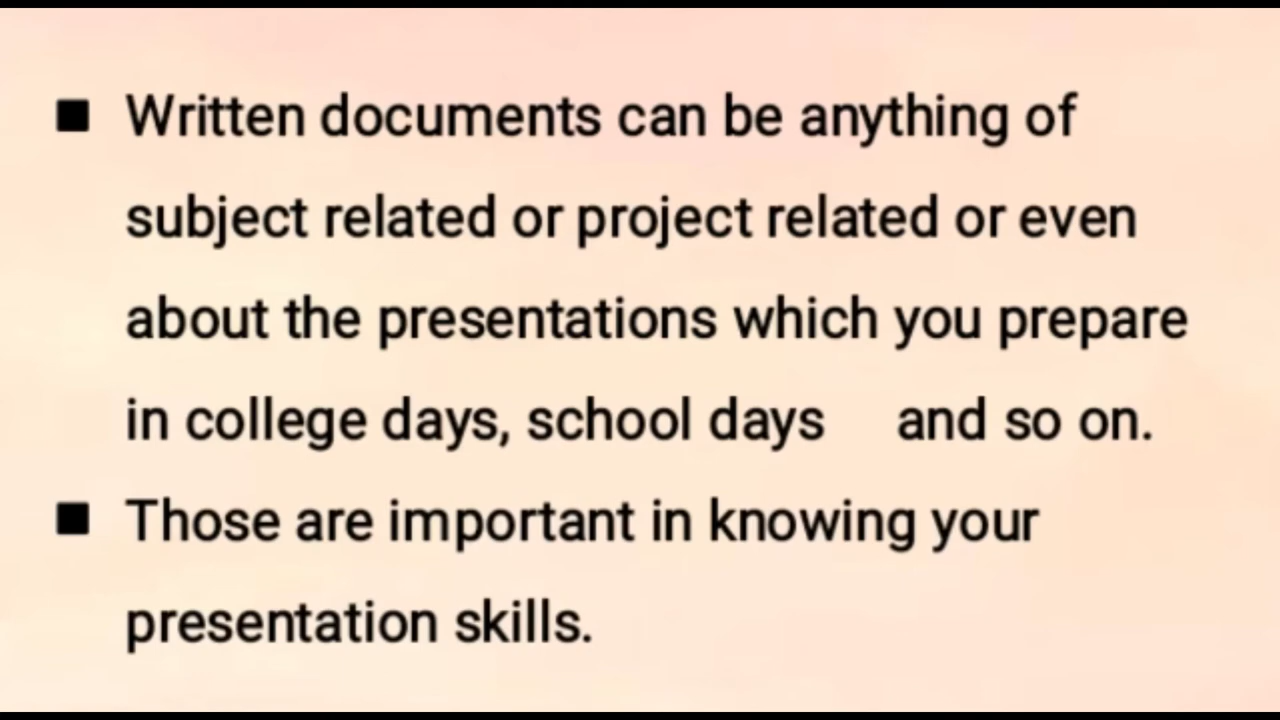 ■ Written documents can be anything of
subject related or project related or even
about the presentations which you prepare
in college days, school days and so on.
■ Those are important in knowing your
presentation skills.